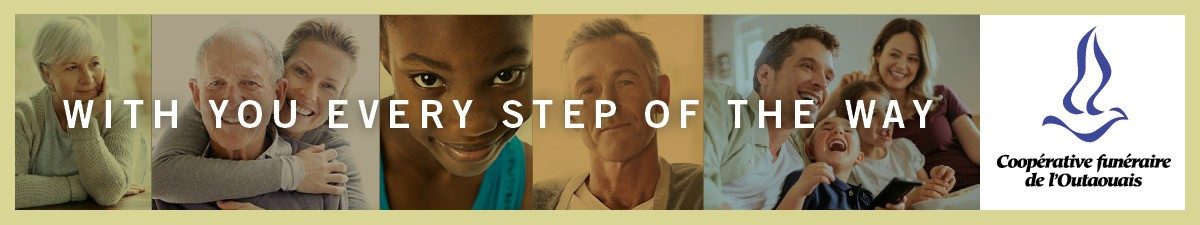 WITH YOU EVERY STEP OF THE WAY
Coopérative funéraire
de l'Outaouais